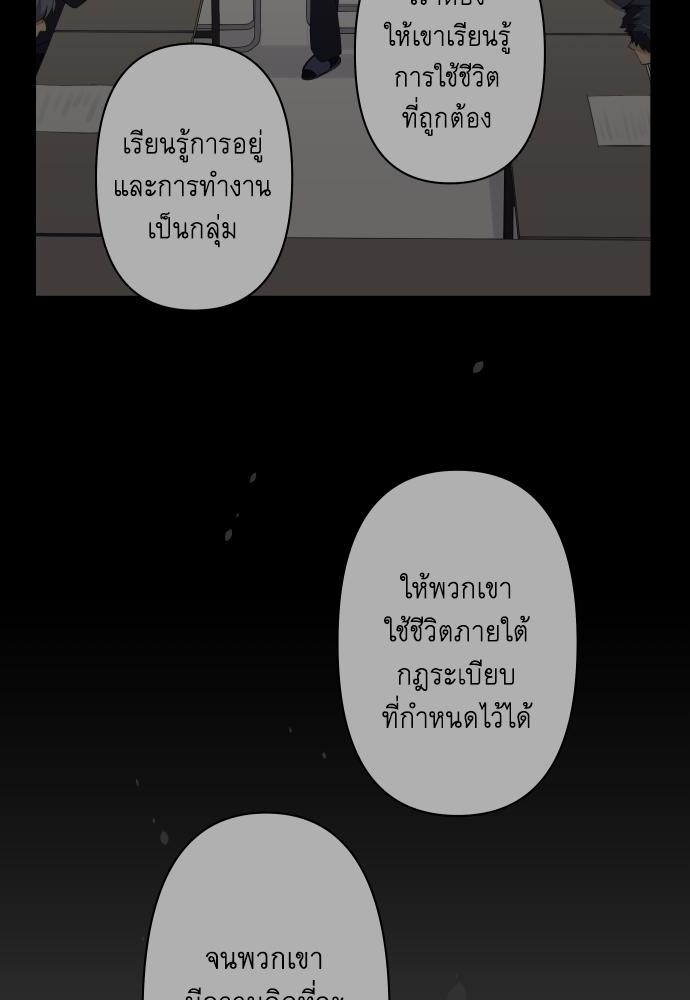 ให้เขาเรียนรู้
การใช้ชีวิต
ที่ถูกต้อง
เรียนรู้การอยู่
และการทำงาน
เป็นกลุ่ม
ให้พวกเขา
ใช้ชีวิตภายใต้
กฎระเบียบ
ที่กำหนดไว้ได้
จนพวกเขา